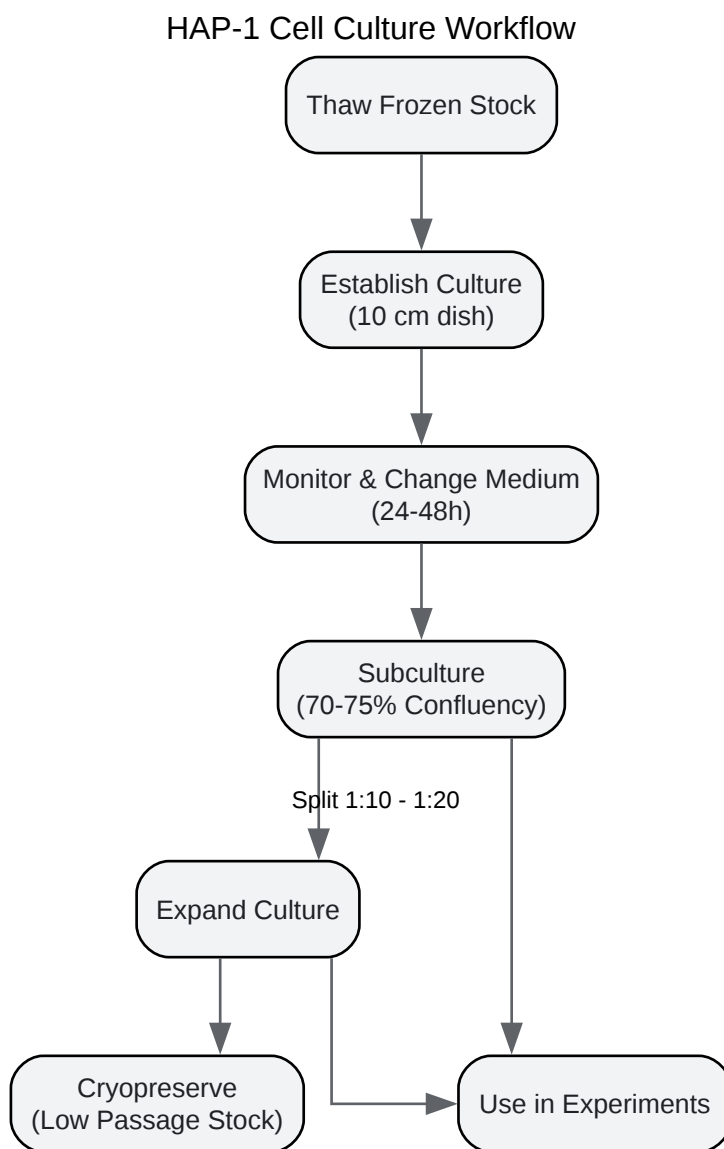 HAP-1 Cell Culture Workflow
Thaw Frozen Stock
Establish Culture
(10 cm dish)
Monitor & Change Medium
(24-48h)
Subculture
(70-75% Confluency)
Split 1:10 - 1:20
Expand Culture
Cryopreserve
(Low Passage Stock)
Use in Experiments